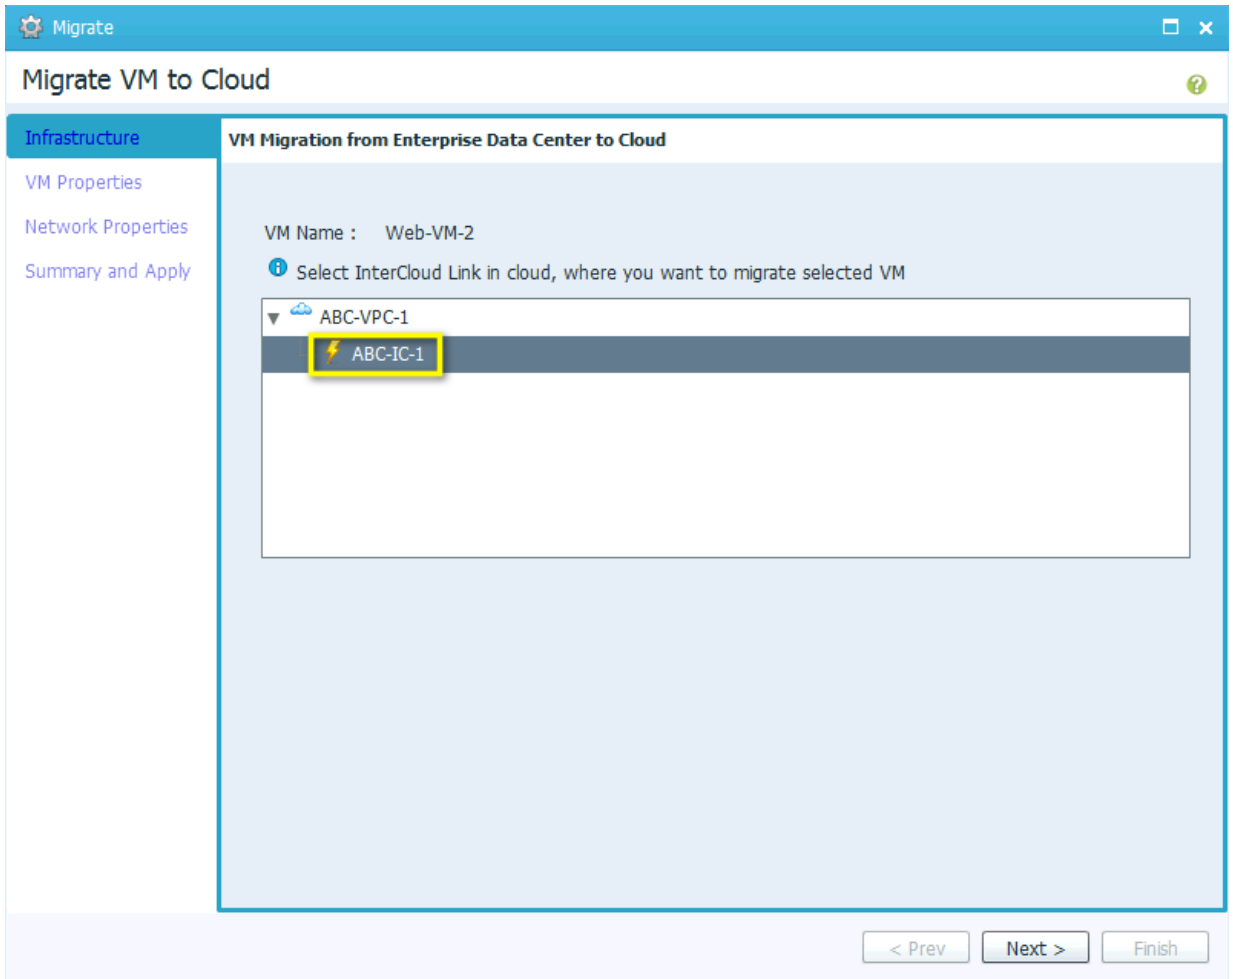 Migrate
Migrate VM to Cloud
Infrastructure
VM Properties
Network Properties
Summary and Apply
VM Migration from Enterprise Data Center to Cloud
VM Name : Web-VM-2
Select InterCloud Link in cloud, where you want to migrate selected VM
ABC-VPC-1
ABC-IC-1
< Prev Next > Finish